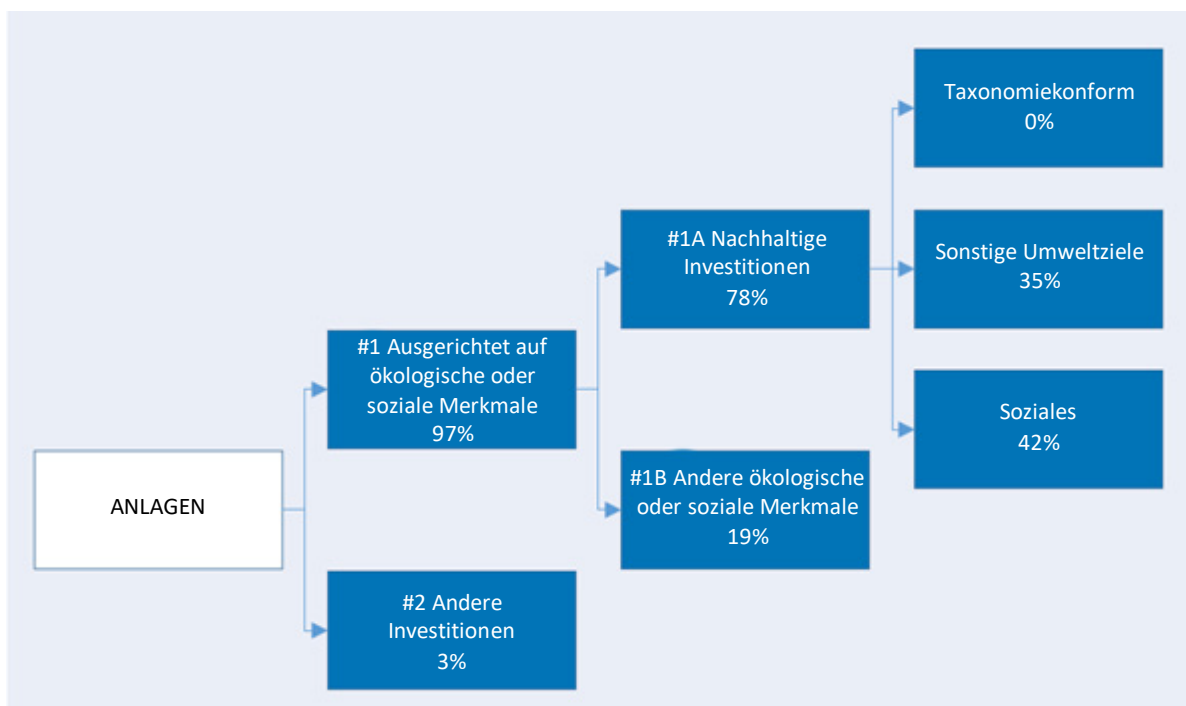 ANLAGEN
#1 Ausgerichtet auf
ökologische oder
soziale Merkmale
97%
#2 Andere
Investitionen
3%
#1A Nachhaltige
Investitionen
78%
#1B Andere ökologische
oder soziale Merkmale
19%
Taxonomiekonform
0%
Sonstige Umweltziele
35%
Soziales
42%